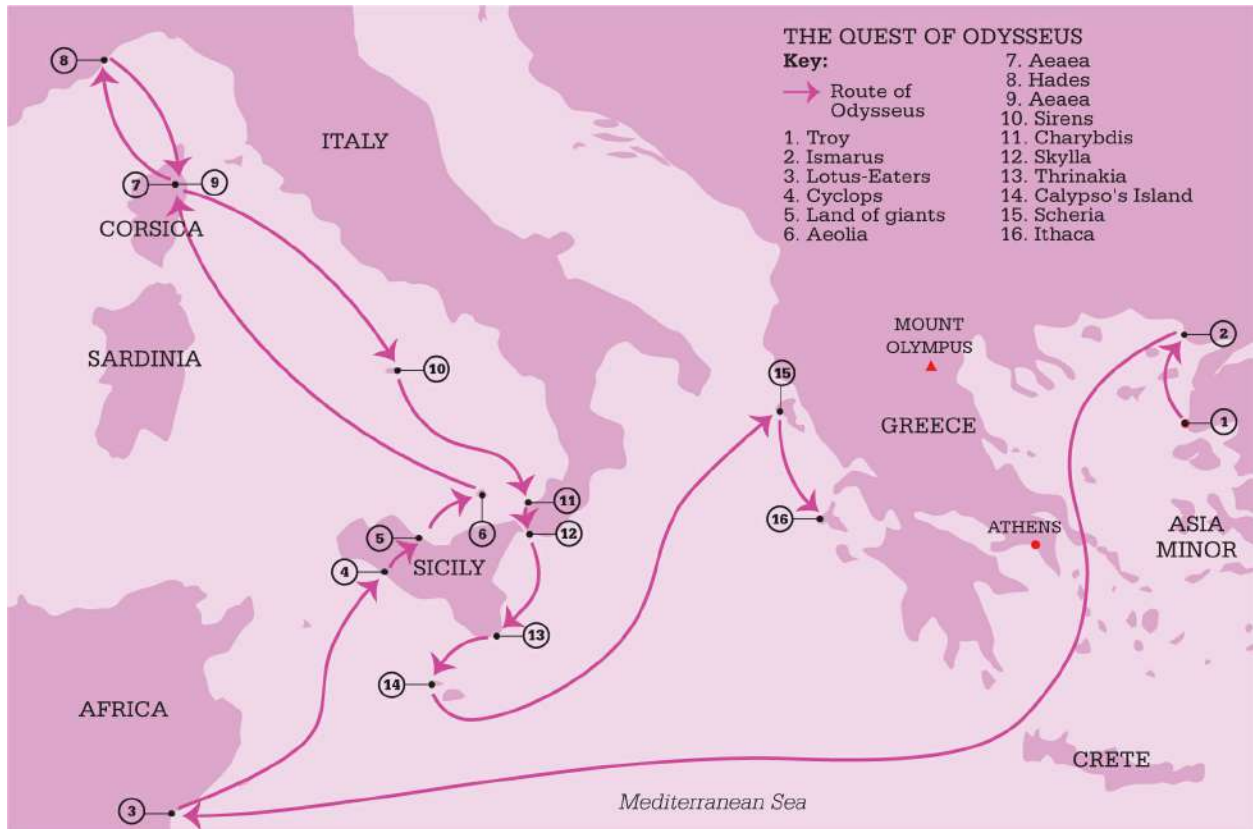 THE QUEST OF ODYSSEUS
Key:
Route of
Odysseus
1. Troy
2. Ismarus
3. Lotus-Eaters
4. Cyclops
5. Land of giants
6. Aeolia
7. Aeaea
8. Hades
9. Aeaea
10. Sirens
11. Charybdis
12. Skylla
13. Thrinakia
14. Calypso's Island
15. Scheria
16. Ithaca
8
ITALY
7
9
CORSICA
SARDINIA
10
15
MOUNT
OLYMPUS
2
GREECE
1
11
6
12
5
4
SICILY
16
ATHENS
ASIA
MINOR
13
14
AFRICA
CRETE
3
Mediterranean Sea